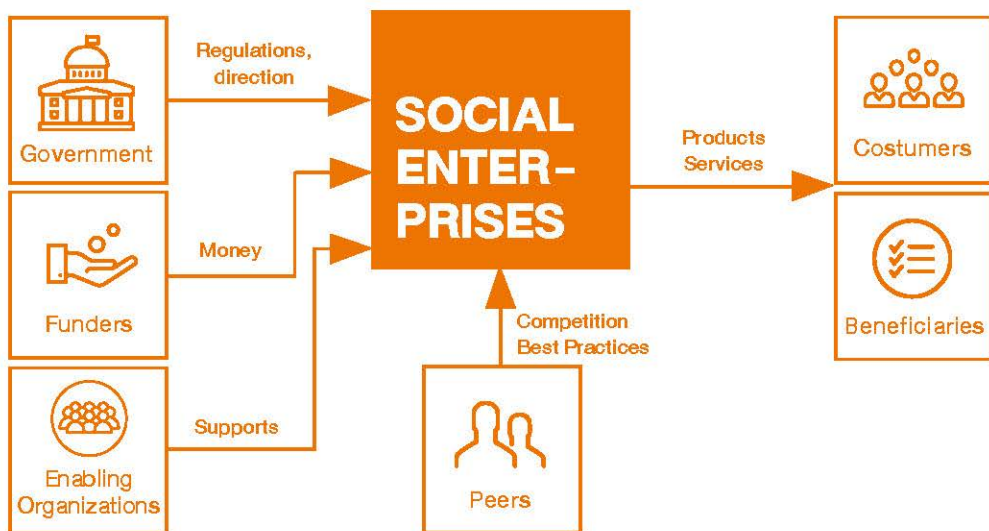 Government
Regulations,
direction
Funders
Money
Enabling
Organizations
Supports
SOCIAL
ENTER-
PRISES
Competition
Best Practices
Peers
Products
Services
Costumers
Beneficiaries